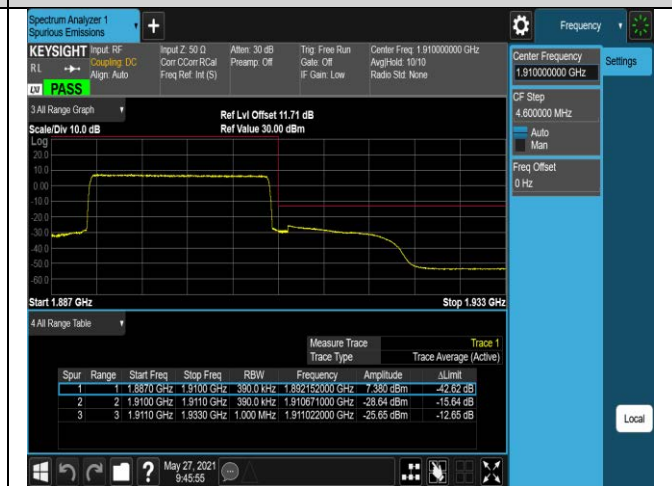 Spectrum Analyzer 1
Spurious Emissions
Frequency
KEYSIGHT Input: RF Input Z: 50 Ω Atten: 30 dB Trig: Free Run Center Freq: 1.910000000 GHz
RL Coupling: DC Corr CCorr RCal Preamp: Off Gate: Off Avg|Hold: 10/10
Align: Auto Freq Ref: Int (S) IF Gain: Low Radio Std: None
LXI PASS
Center Frequency
1.910000000 GHz
Settings
CF Step
4.600000 MHz
Auto
Man
Freq Offset
0 Hz
3 All Range Graph
Ref Lvl Offset 11.71 dB
Scale/Div 10.0 dB Ref Value 30.00 dBm
Log
20.0
10.0
0.00
-10.0
-20.0
-30.0
-40.0
-50.0
-60.0
Start 1.887 GHz Stop 1.933 GHz
4 All Range Table
Measure Trace Trace 1
Trace Type Trace Average (Active)
Spur Range Start Freq Stop Freq RBW Frequency Amplitude ΔLimit
1 1 1.8870 GHz 1.9100 GHz 390.0 kHz 1.892152000 GHz 7.380 dBm -42.62 dB
2 2 1.9100 GHz 1.9110 GHz 390.0 kHz 1.910671000 GHz -28.64 dBm -15.64 dB
3 3 1.9110 GHz 1.9330 GHz 1.000 MHz 1.911022000 GHz -25.65 dBm -12.65 dB
Local
May 27, 2021
9:45:55